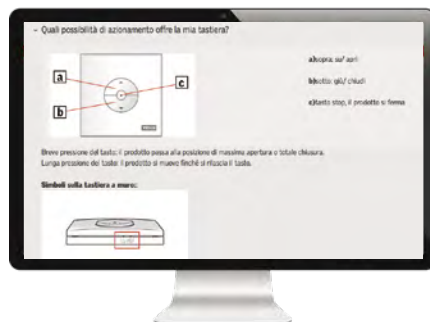 – Quali possibilità di azionamento offre la mia tastiera?
a
b
c
a)sopra: su/ apri
b)sotto: giù/ chiudi
c)tasto stop, il prodotto si ferma
Breve pressione del tasto: il prodotto passa alla posizione di massima apertura o totale chiusura.
Lunga pressione del tasto: il prodotto si muove finché si rilascia il tasto.
Simboli sulla tastiera a muro: